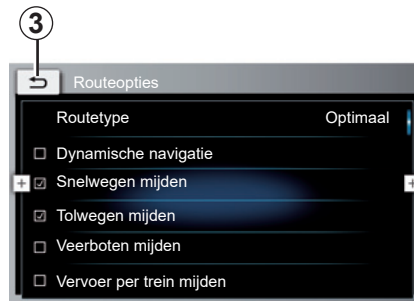 3
Routeopties
Routetype Optimaal
Dynamische navigatie
Snelwegen mijden
Tolwegen mijden
Veerboten mijden
Vervoer per trein mijden